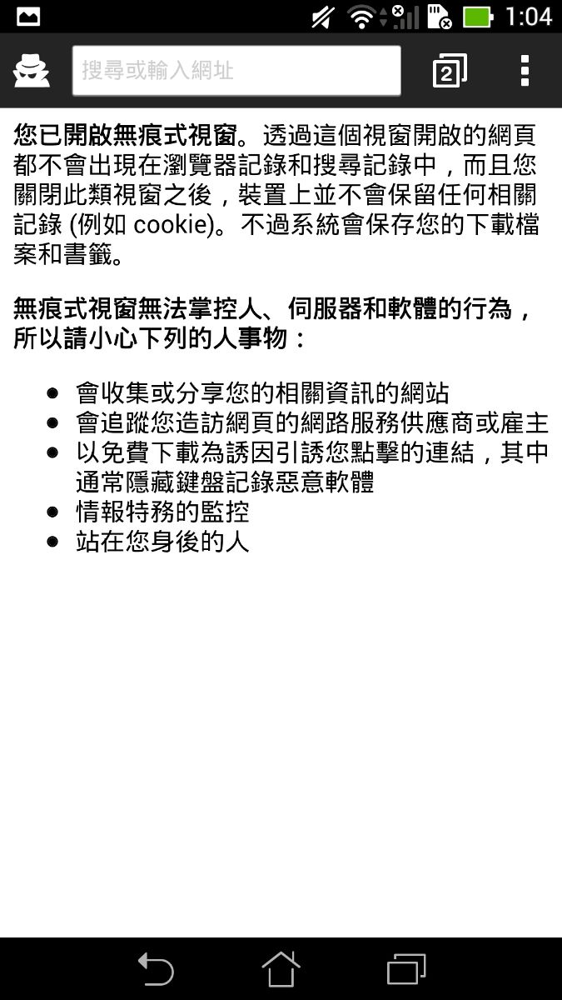 1:04
搜尋或輸入網址
2
您已開啟無痕式視窗。透過這個視窗開啟的網頁
都不會出現在瀏覽器記錄和搜尋記錄中，而且您
關閉此類視窗之後，裝置上並不會保留任何相關
記錄 (例如 cookie)。不過系統會保存您的下載檔
案和書籤。
無痕式視窗無法掌控人、伺服器和軟體的行為，
所以請小心下列的人事物：
● 會收集或分享您的相關資訊的網站
● 會追蹤您造訪網頁的網路服務供應商或雇主
● 以免費下載為誘因引誘您點擊的連結，其中
通常隱藏鍵盤記錄惡意軟體
● 情報特務的監控
● 站在您身後的人